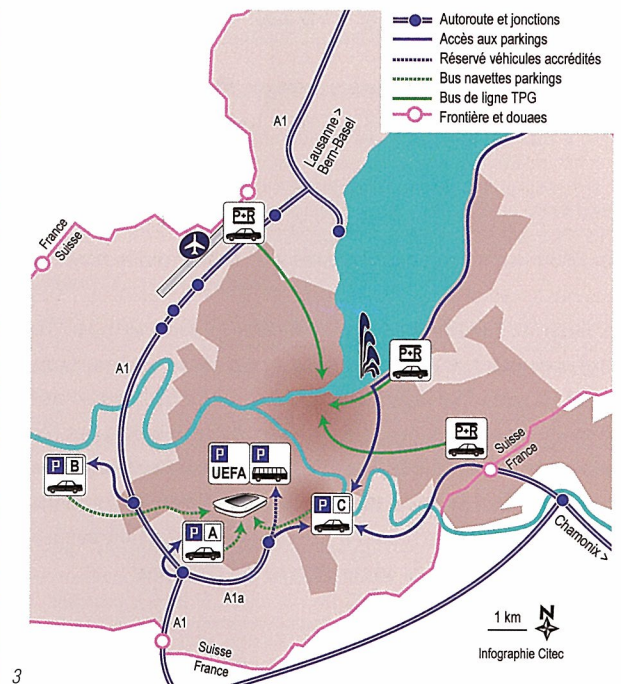 Autoroute et jonctions
Accès aux parkings
Réservé véhicules accrédités
Bus navettes parkings
Bus de ligne TPG
Frontière et douaes
A1
Lausanne >
Bern-Basel
P+R
France
Suisse
P+R
A1
P+R
Suisse
France
P B
P
UEFA
P
P C
P A
Chamonix >
A1a
A1
Suisse
France
1 km
N
Infographie Citec
3